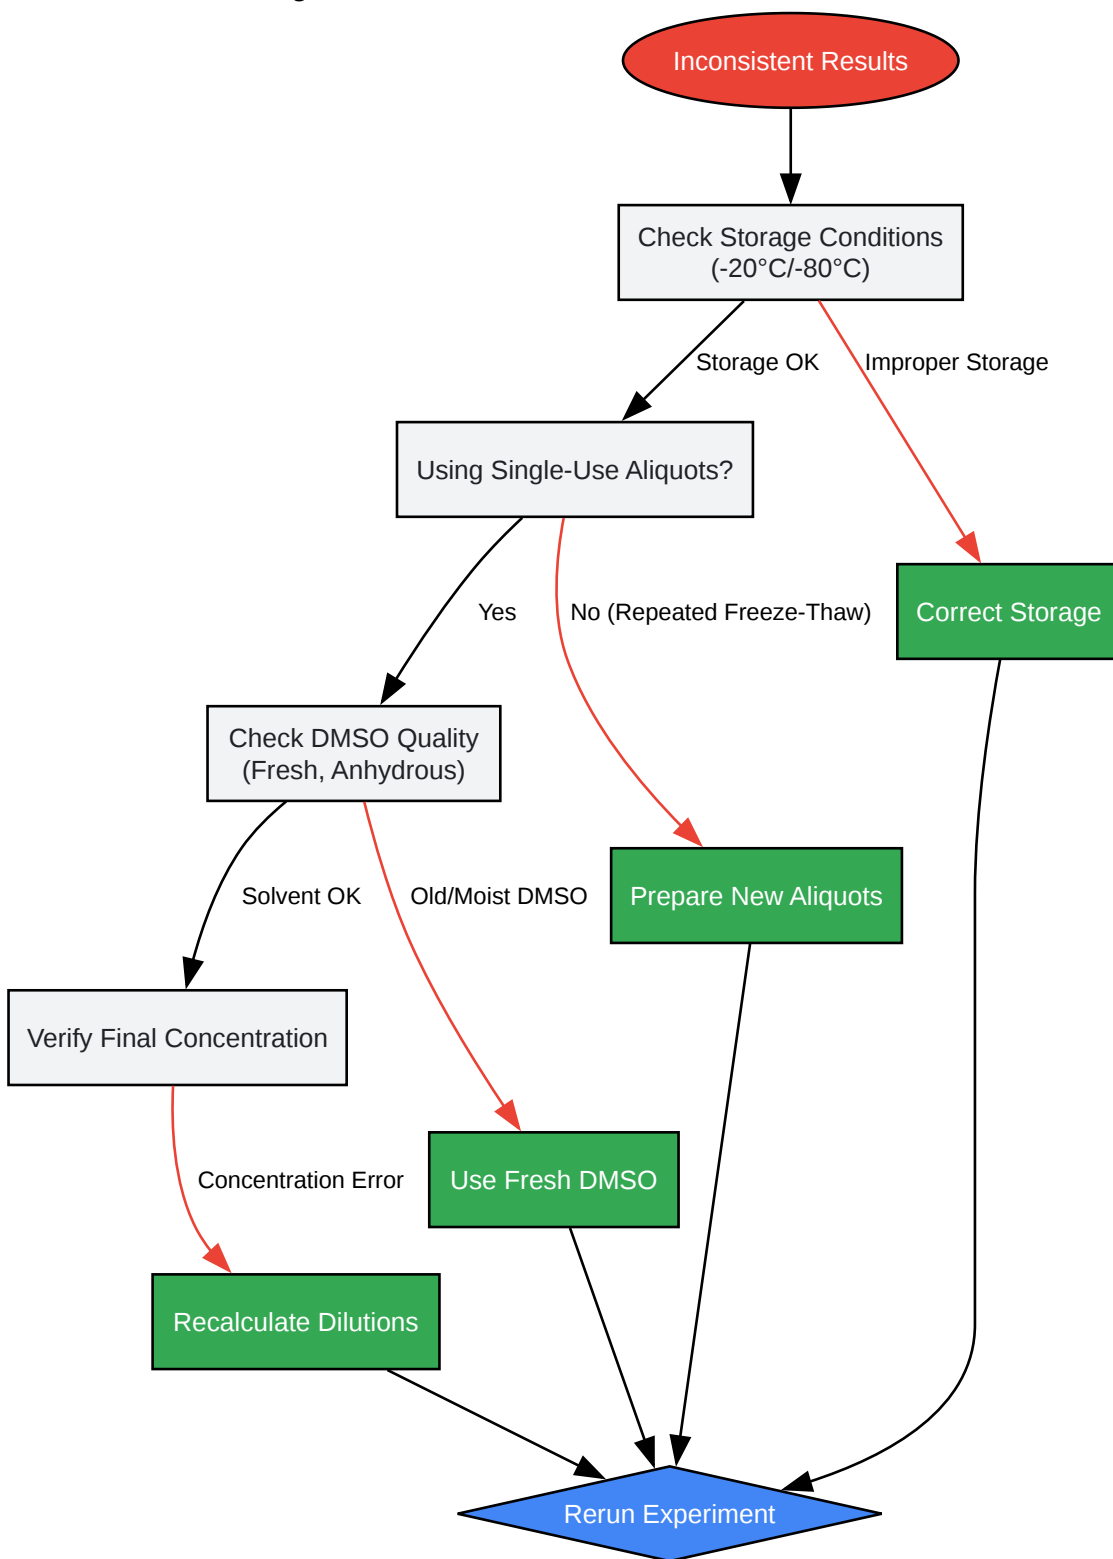 Inconsistent Results
Check Storage Conditions
(-20°C/-80°C)
Storage OK
Improper Storage
Using Single-Use Aliquots?
Yes
No (Repeated Freeze-Thaw)
Correct Storage
Check DMSO Quality
(Fresh, Anhydrous)
Solvent OK
Old/Moist DMSO
Prepare New Aliquots
Verify Final Concentration
Concentration Error
Use Fresh DMSO
Recalculate Dilutions
Rerun Experiment